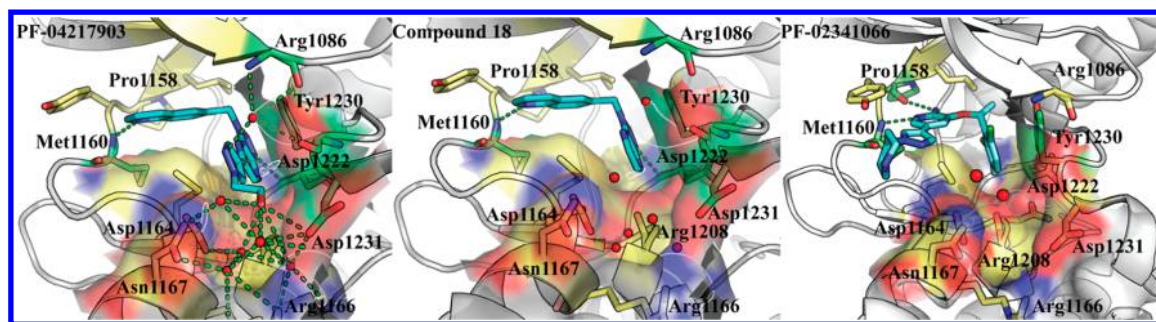 PF-04217903
Arg1086
Pro1158
Tyr1230
Met1160
Asp1222
Asp1164
Asp1231
Asn1167
Arg1166
Compound 18
Arg1086
Pro1158
Tyr1230
Met1160
Asp1222
Asp1164
Asp1231
Arg1208
Asn1167
Arg1166
PF-02341066
Pro1158
Arg1086
Met1160
Tyr1230
Asp1222
Asp1164
Asp1231
Arg1208
Asn1167
Arg1166